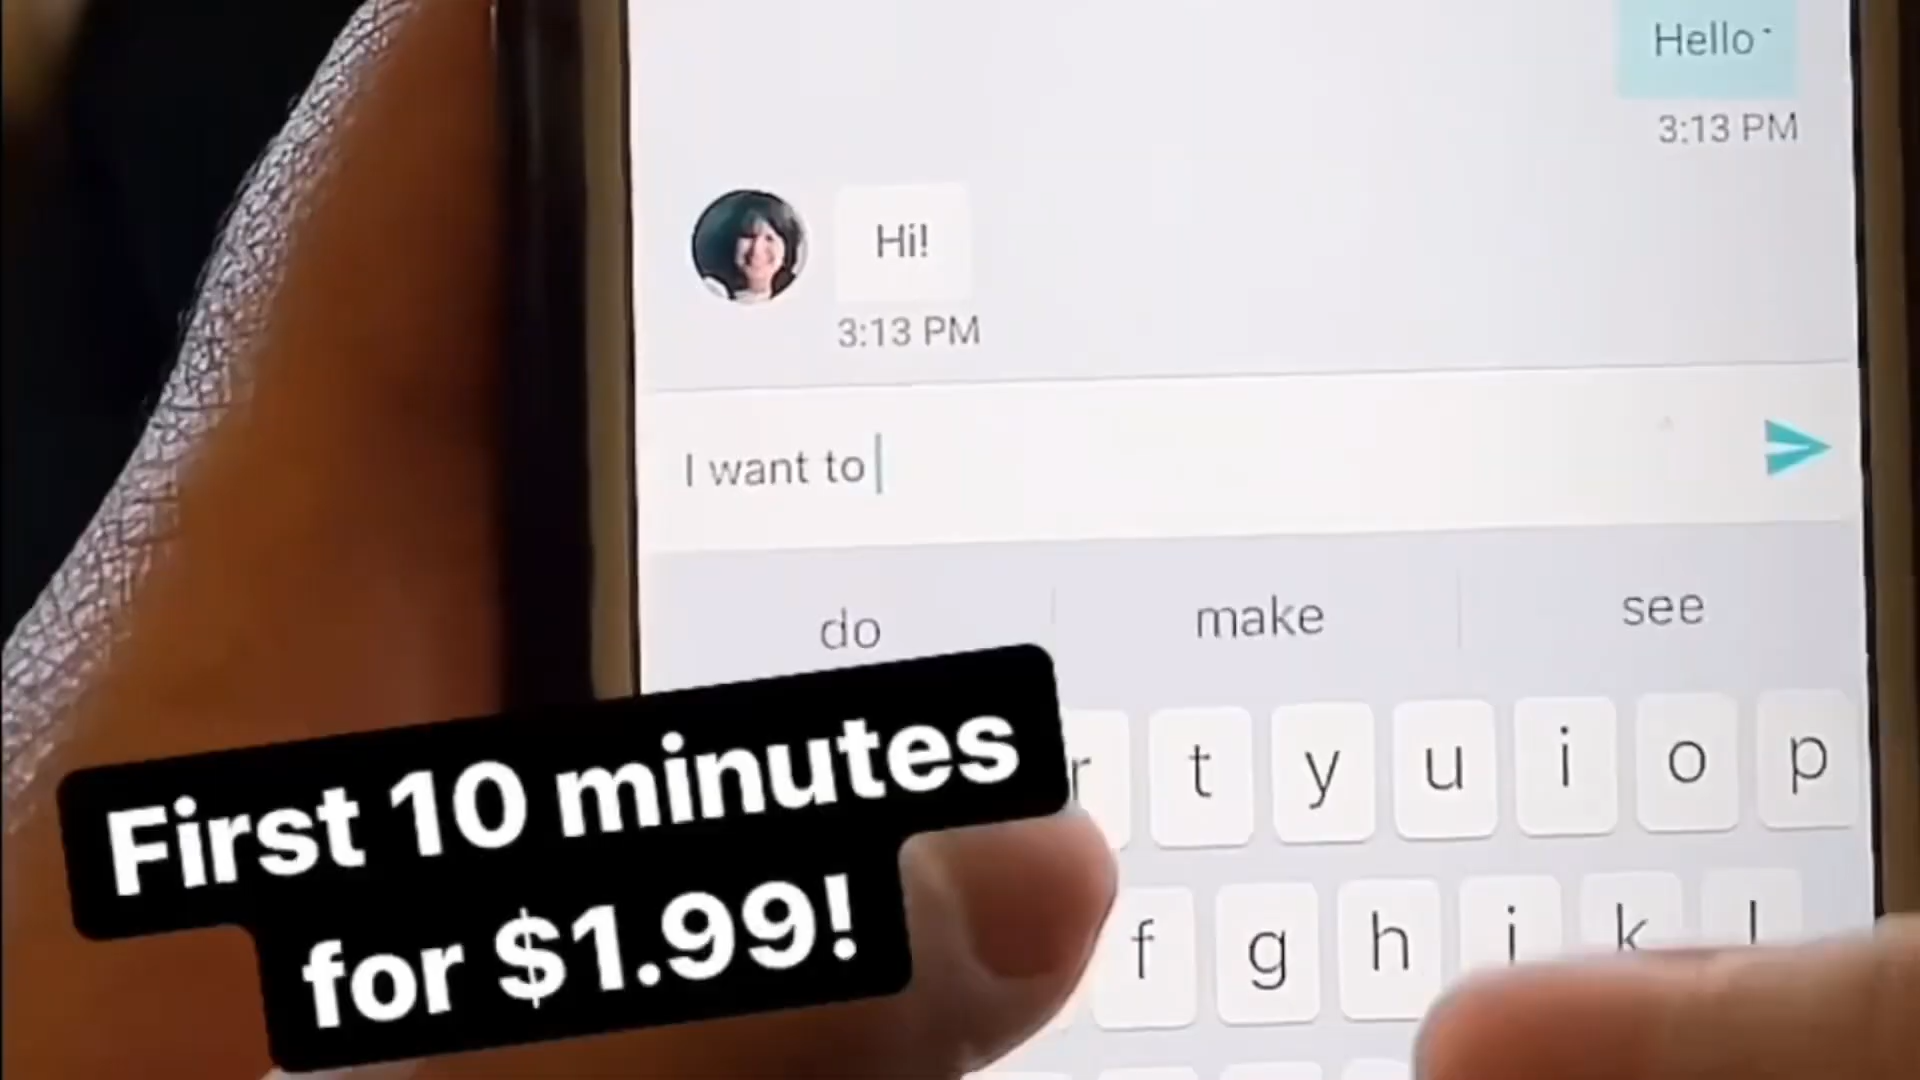 Hello
3:13 PM
Hi!
3:13 PM
I want to
do make see
First 10 minutes
for $1.99!
r t y u i o p
f g h j k l